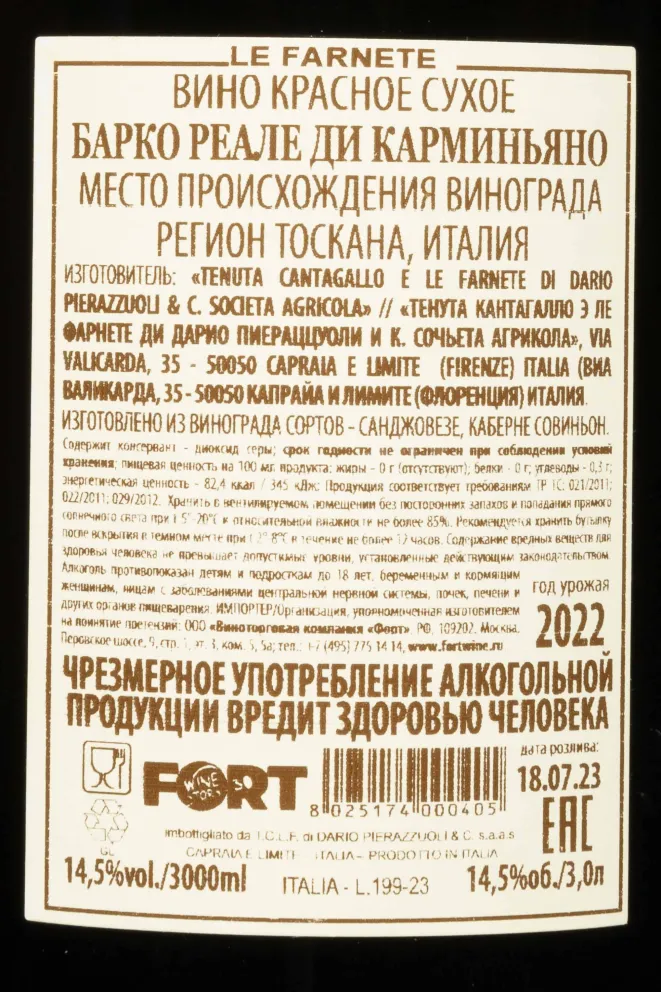 LE FARNETE
ВИНО КРАСНОЕ СУХОЕ
БАРКО РЕАЛЕ ДИ КАРМИНЬЯНО
МЕСТО ПРОИСХОЖДЕНИЯ ВИНОГРАДА
РЕГИОН ТОСКАНА, ИТАЛИЯ
ИЗГОТОВИТЕЛЬ: «TENUTA CANTAGALLO E LE FARNETE DI DARIO
PIERAZZUOLI & C. SOCIETA AGRICOLA» // «ТЕНУТА КАНТАГАЛЛО Э ЛЕ
ФАРНЕТЕ ДИ ДАРИО ПИЕРАЦЦУОЛИ И К. СОЧЬЕТА АГРИКОЛА», VIA
VALICARDA, 35 - 50050 CAPRAIA E LIMITE (FIRENZE) ITALIA (ВИА
ВАЛИКАРДА, 35 - 50050 КАПРАЙА И ЛИМИТЕ (ФЛОРЕНЦИЯ) ИТАЛИЯ.
ИЗГОТОВЛЕНО ИЗ ВИНОГРАДА СОРТОВ - САНДЖОВЕЗЕ, КАБЕРНЕ СОВИНЬОН.
Содержит консервант - диоксид серы; срок годности не ограничен при соблюдении условий
хранения; пищевая ценность на 100 мг. продукта: жиры - 0 г (отсутствуют); белки - 0 г; углеводы - 0,3 г;
энергетическая ценность - 82,4 ккал / 345 кДж; Продукция соответствует требованиям ТР ТС: 021/2011;
022/2011; 029/2012. Хранить в вентилируемом помещении без посторонних запахов и попадания прямого
солнечного света при 5°-20°С и относительной влажности не более 85%. Рекомендуется хранить бутылку
после вскрытия в темном месте при 8°С в течение не более 12 часов. Содержание вредных веществ для
здоровья человека не превышает допустимые уровни, установленные действующим законодательством.
Алкоголь противопоказан детям и подросткам до 18 лет, беременным и кормящим
женщинам, лицам с заболеваниями центральной нервной системы, почек, печени и
других органов пищеварения. ИМПОРТЕР/Организация, уполномоченная изготовителем
на принятие претензий: ООО «Виноторговая компания «Форт». РФ, 109202, Москва,
Перовское шоссе, 9, стр. 1, эт. 3, ком. 5, 5а; тел.: +7 (495) 775 14 14, www.fortwine.ru
год урожая
2022
ЧРЕЗМЕРНОЕ УПОТРЕБЛЕНИЕ АЛКОГОЛЬНОЙ
ПРОДУКЦИИ ВРЕДИТ ЗДОРОВЬЮ ЧЕЛОВЕКА
FORT
WINE
STORY
8 025174 000405
дата розлива:
18.07.23
EAC
GL
Imbottigliato da T.C.L.F. di DARIO PIERAZZUOLI & C. s.a.a.s
CAPRAIA E LIMITE - ITALIA - PRODOTTO IN ITALIA
14,5%vol./3000ml
ITALIA - L.199-23
14,5%об./3,0л